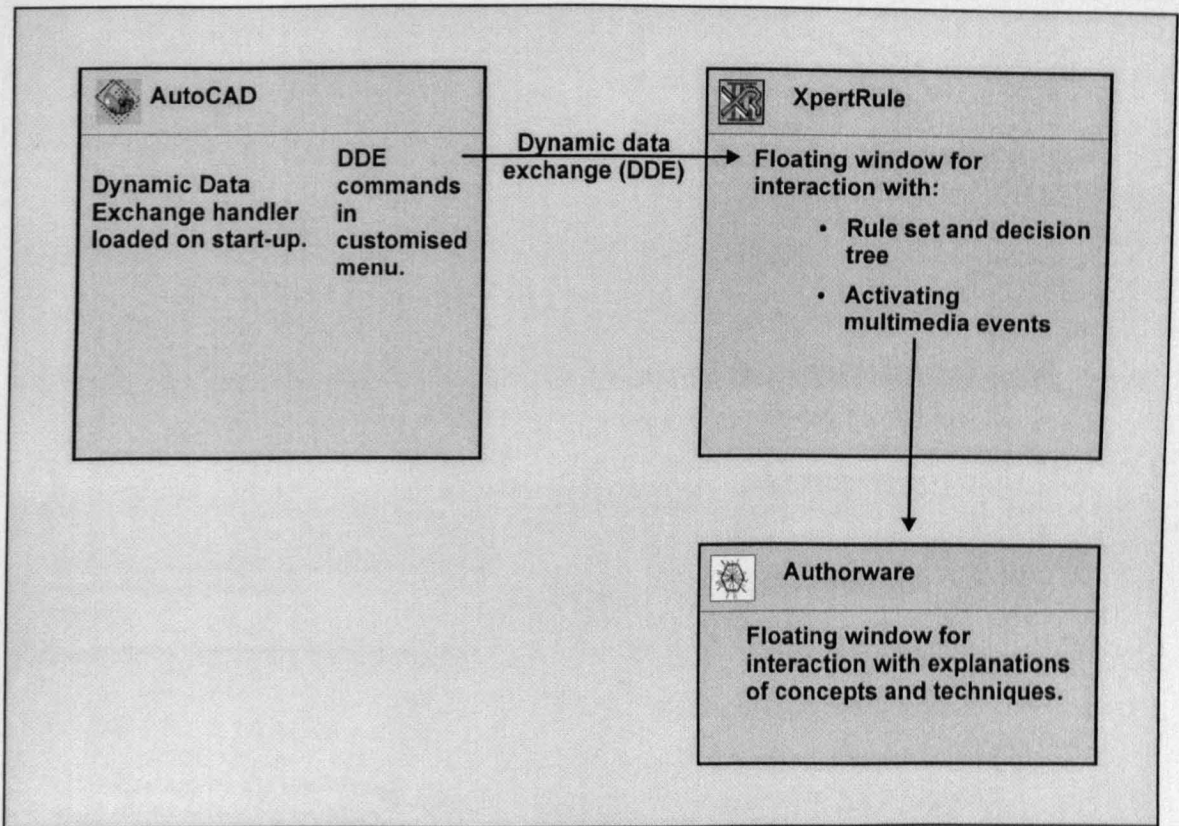 AutoCAD
Dynamic Data
Exchange handler
loaded on start-up.
DDE
commands
in
customised
menu.
Dynamic data
exchange (DDE)
XpertRule
Floating window for
interaction with:
• Rule set and decision
tree
• Activating
multimedia events
Authorware
Floating window for
interaction with explanations
of concepts and techniques.